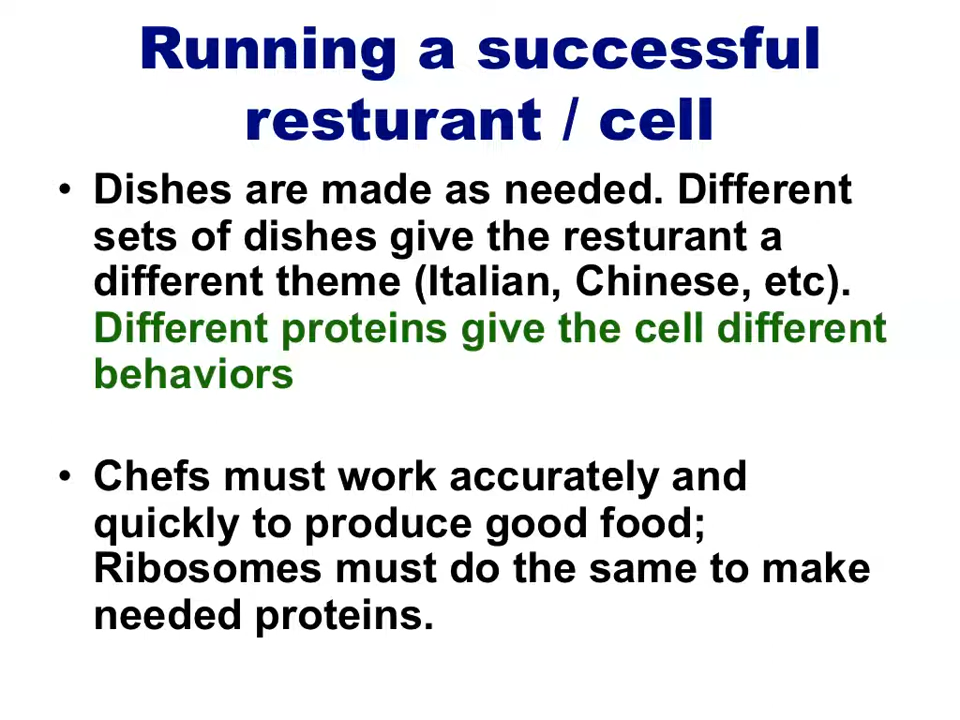 Running a successful
resturant / cell
• Dishes are made as needed. Different
sets of dishes give the resturant a
different theme (Italian, Chinese, etc).
Different proteins give the cell different
behaviors
• Chefs must work accurately and
quickly to produce good food;
Ribosomes must do the same to make
needed proteins.